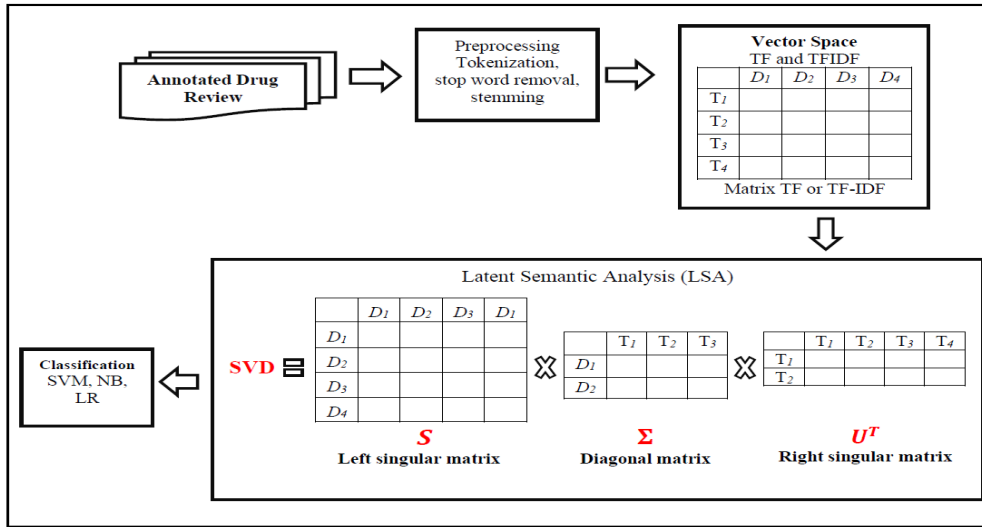 Annotated Drug
Review
Preprocessing
Tokenization,
stop word removal,
stemming
Vector Space
TF and TFIDF
D1 D2 D3 D4
T1
T2
T3
T4
Matrix TF or TF-IDF
Latent Semantic Analysis (LSA)
SVD =
D1 D2 D3 D1
D1
D2
D3
D4
S
Left singular matrix
T1 T2 T3
D1
D2
Σ
Diagonal matrix
T1 T2 T3 T4
T1
T2
U^T
Right singular matrix
Classification
SVM, NB,
LR